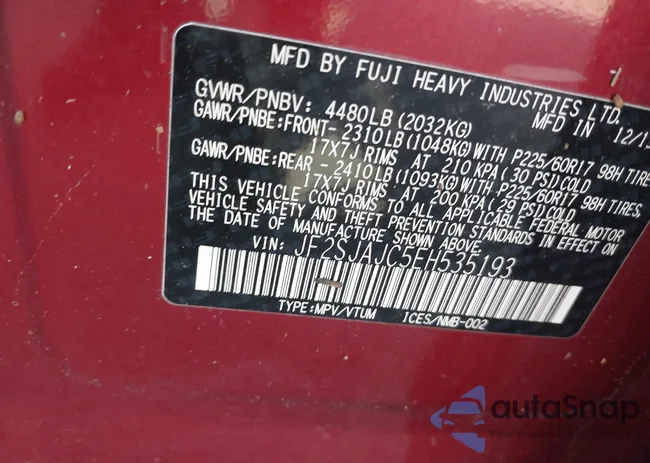 MFD BY FUJI HEAVY INDUSTRIES LTD.
GVWR/PNBV: 4480LB (2032KG) MFD IN 12/13
GAWR/PNBE:FRONT- 2310LB (1048KG) WITH P225/60R17 98H TIRES,
17X7J RIMS AT 210 KPA (30 PSI) COLD
GAWR/PNBE:REAR - 2410LB (1093KG) WITH P225/60R17 98H TIRES,
17X7J RIMS AT 200 KPA (29 PSI) COLD
THIS VEHICLE CONFORMS TO ALL APPLICABLE FEDERAL MOTOR
VEHICLE SAFETY AND THEFT PREVENTION STANDARDS IN EFFECT ON
THE DATE OF MANUFACTURE SHOWN ABOVE.
VIN: JF2SJAJC5EH535193
TYPE:MPV/VTUM ICES/NMB-002
autoSnap